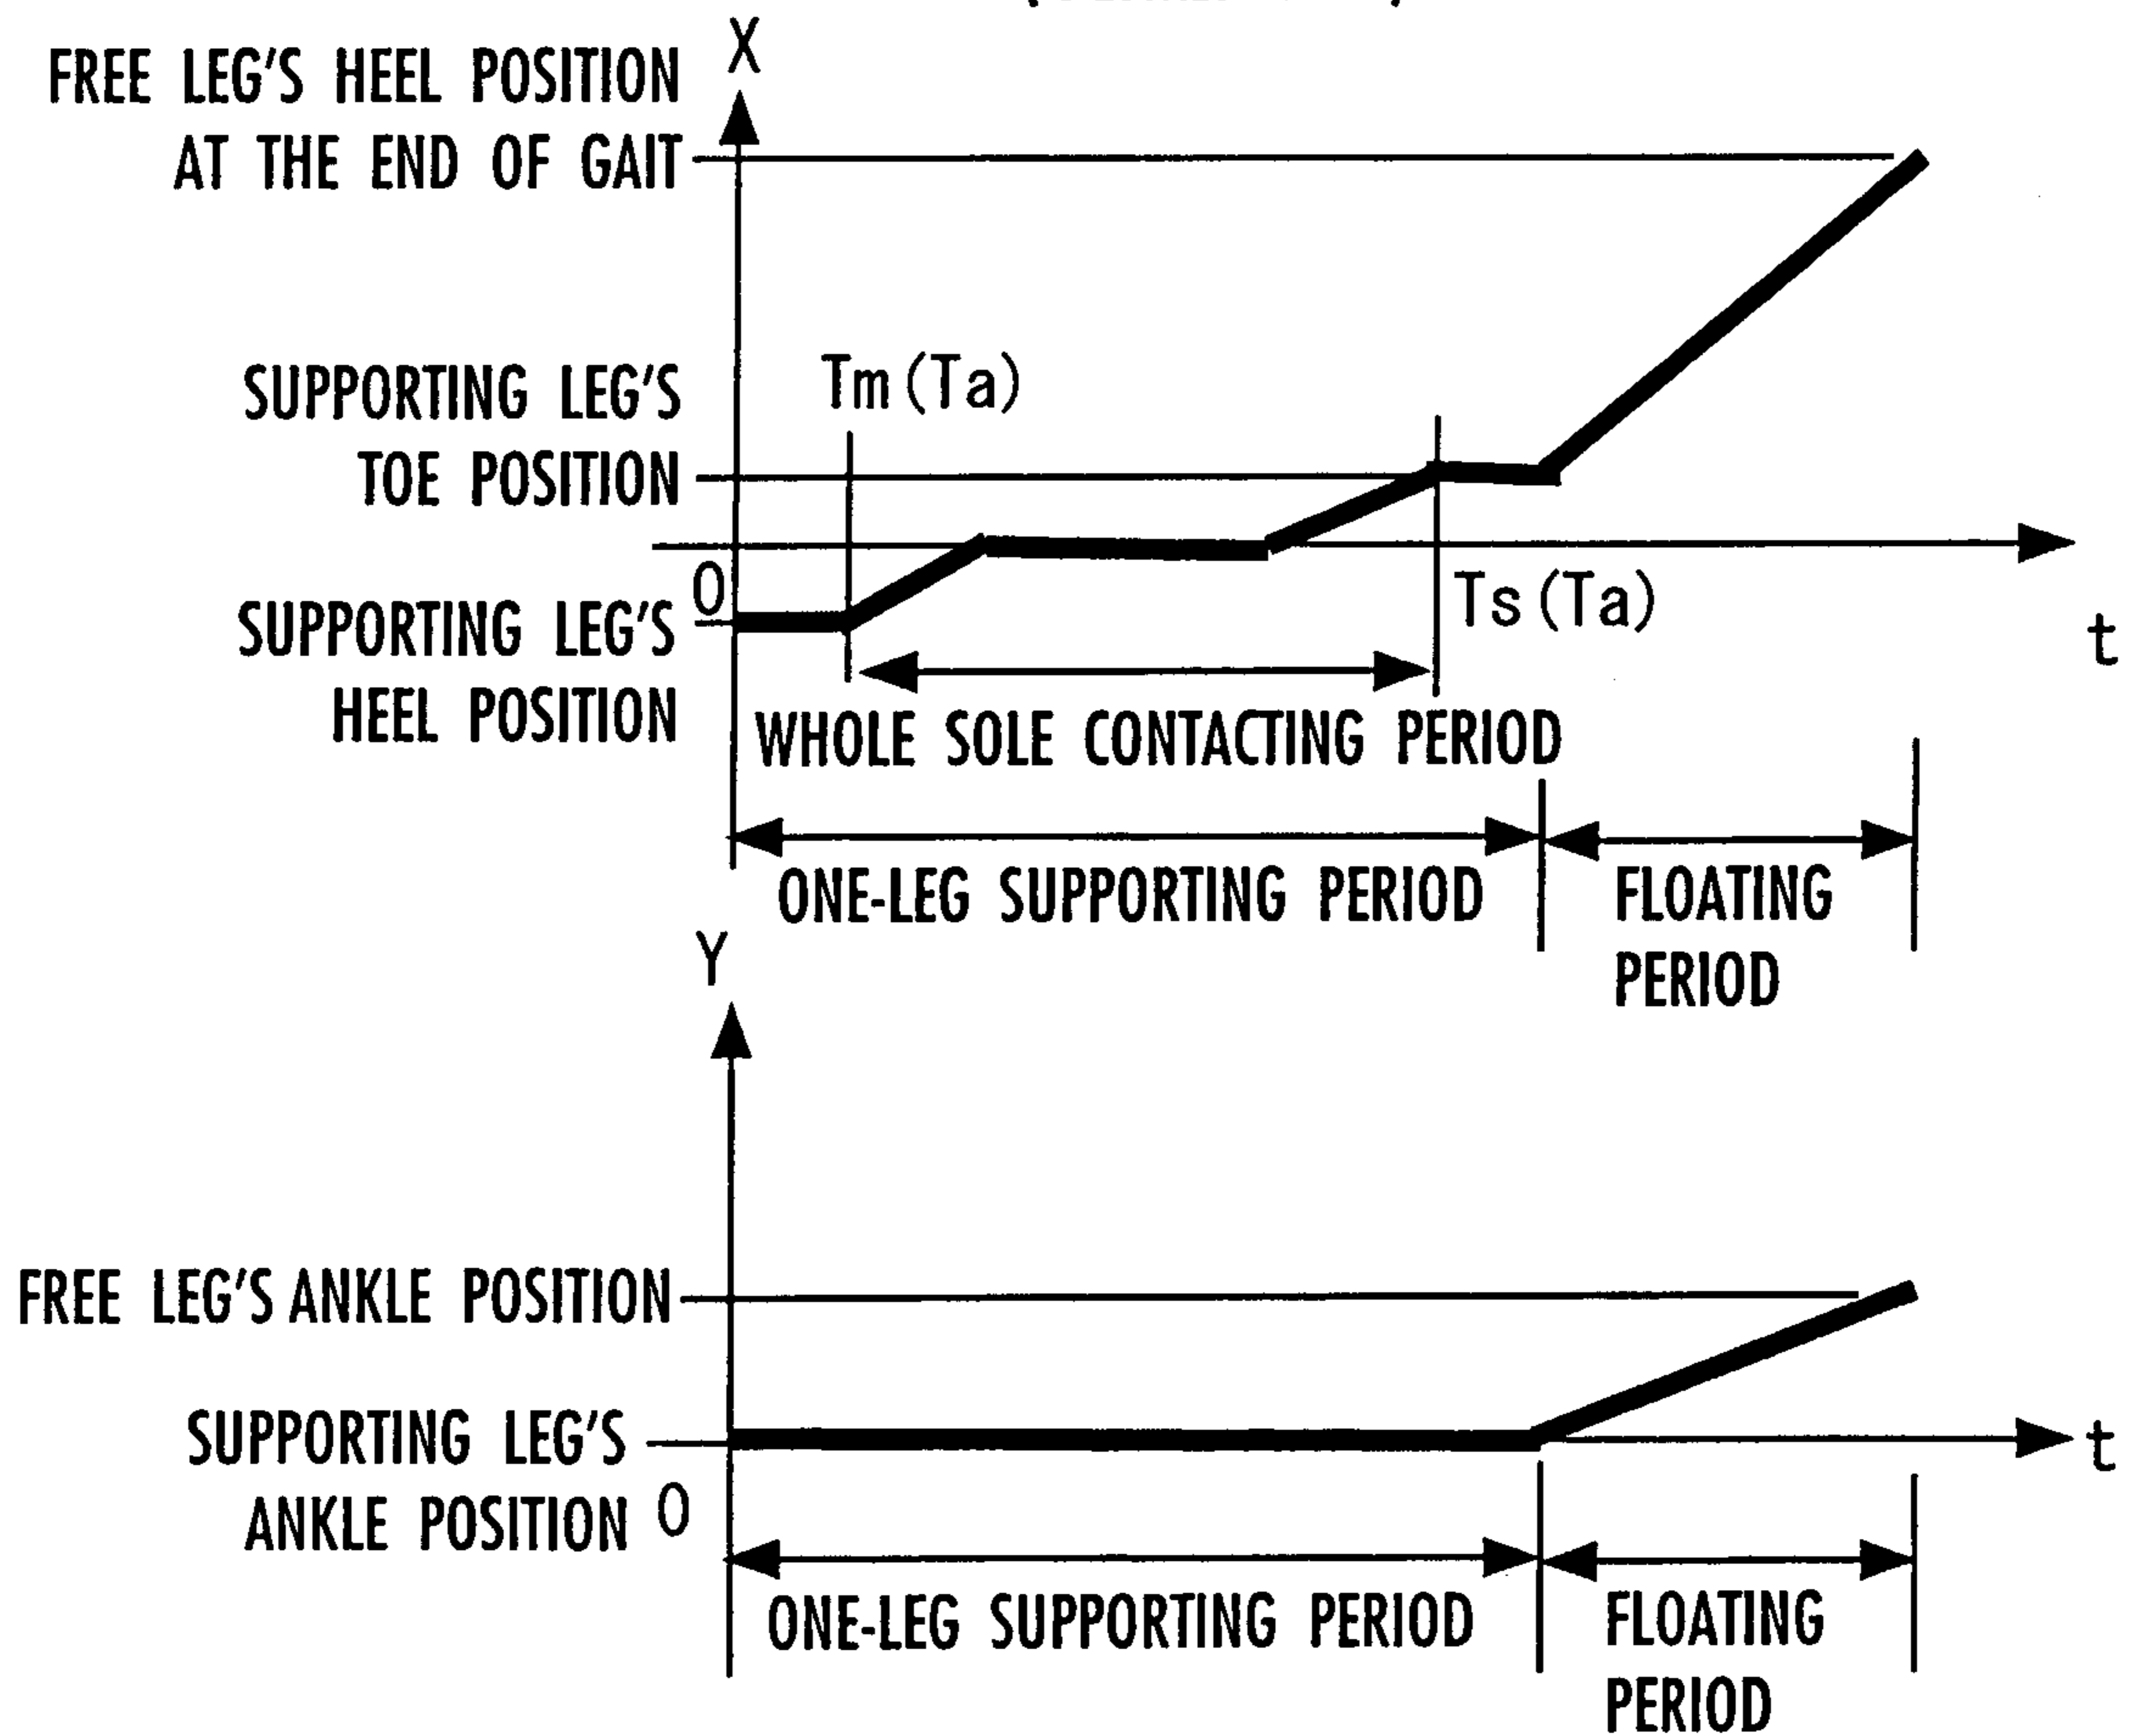 X
FREE LEG'S HEEL POSITION
AT THE END OF GAIT
SUPPORTING LEG'S
TOE POSITION
Tm(Ta)
0
SUPPORTING LEG'S
HEEL POSITION
Ts(Ta)
t
WHOLE SOLE CONTACTING PERIOD
ONE-LEG SUPPORTING PERIOD
FLOATING
PERIOD
Y
FREE LEG'S ANKLE POSITION
SUPPORTING LEG'S
ANKLE POSITION 0
t
ONE-LEG SUPPORTING PERIOD
FLOATING
PERIOD